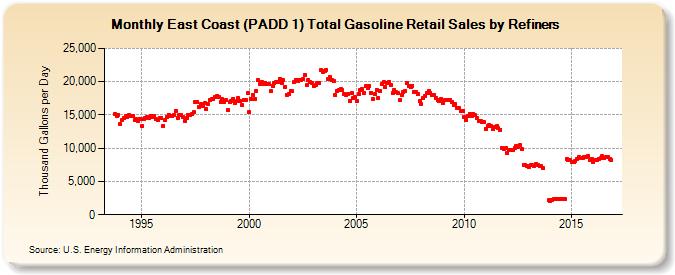 Monthly East Coast (PADD 1) Total Gasoline Retail Sales by Refiners
Thousand Gallons per Day
25,000
20,000
15,000
10,000
5,000
0
1995 2000 2005 2010 2015
Source: U.S. Energy Information Administration